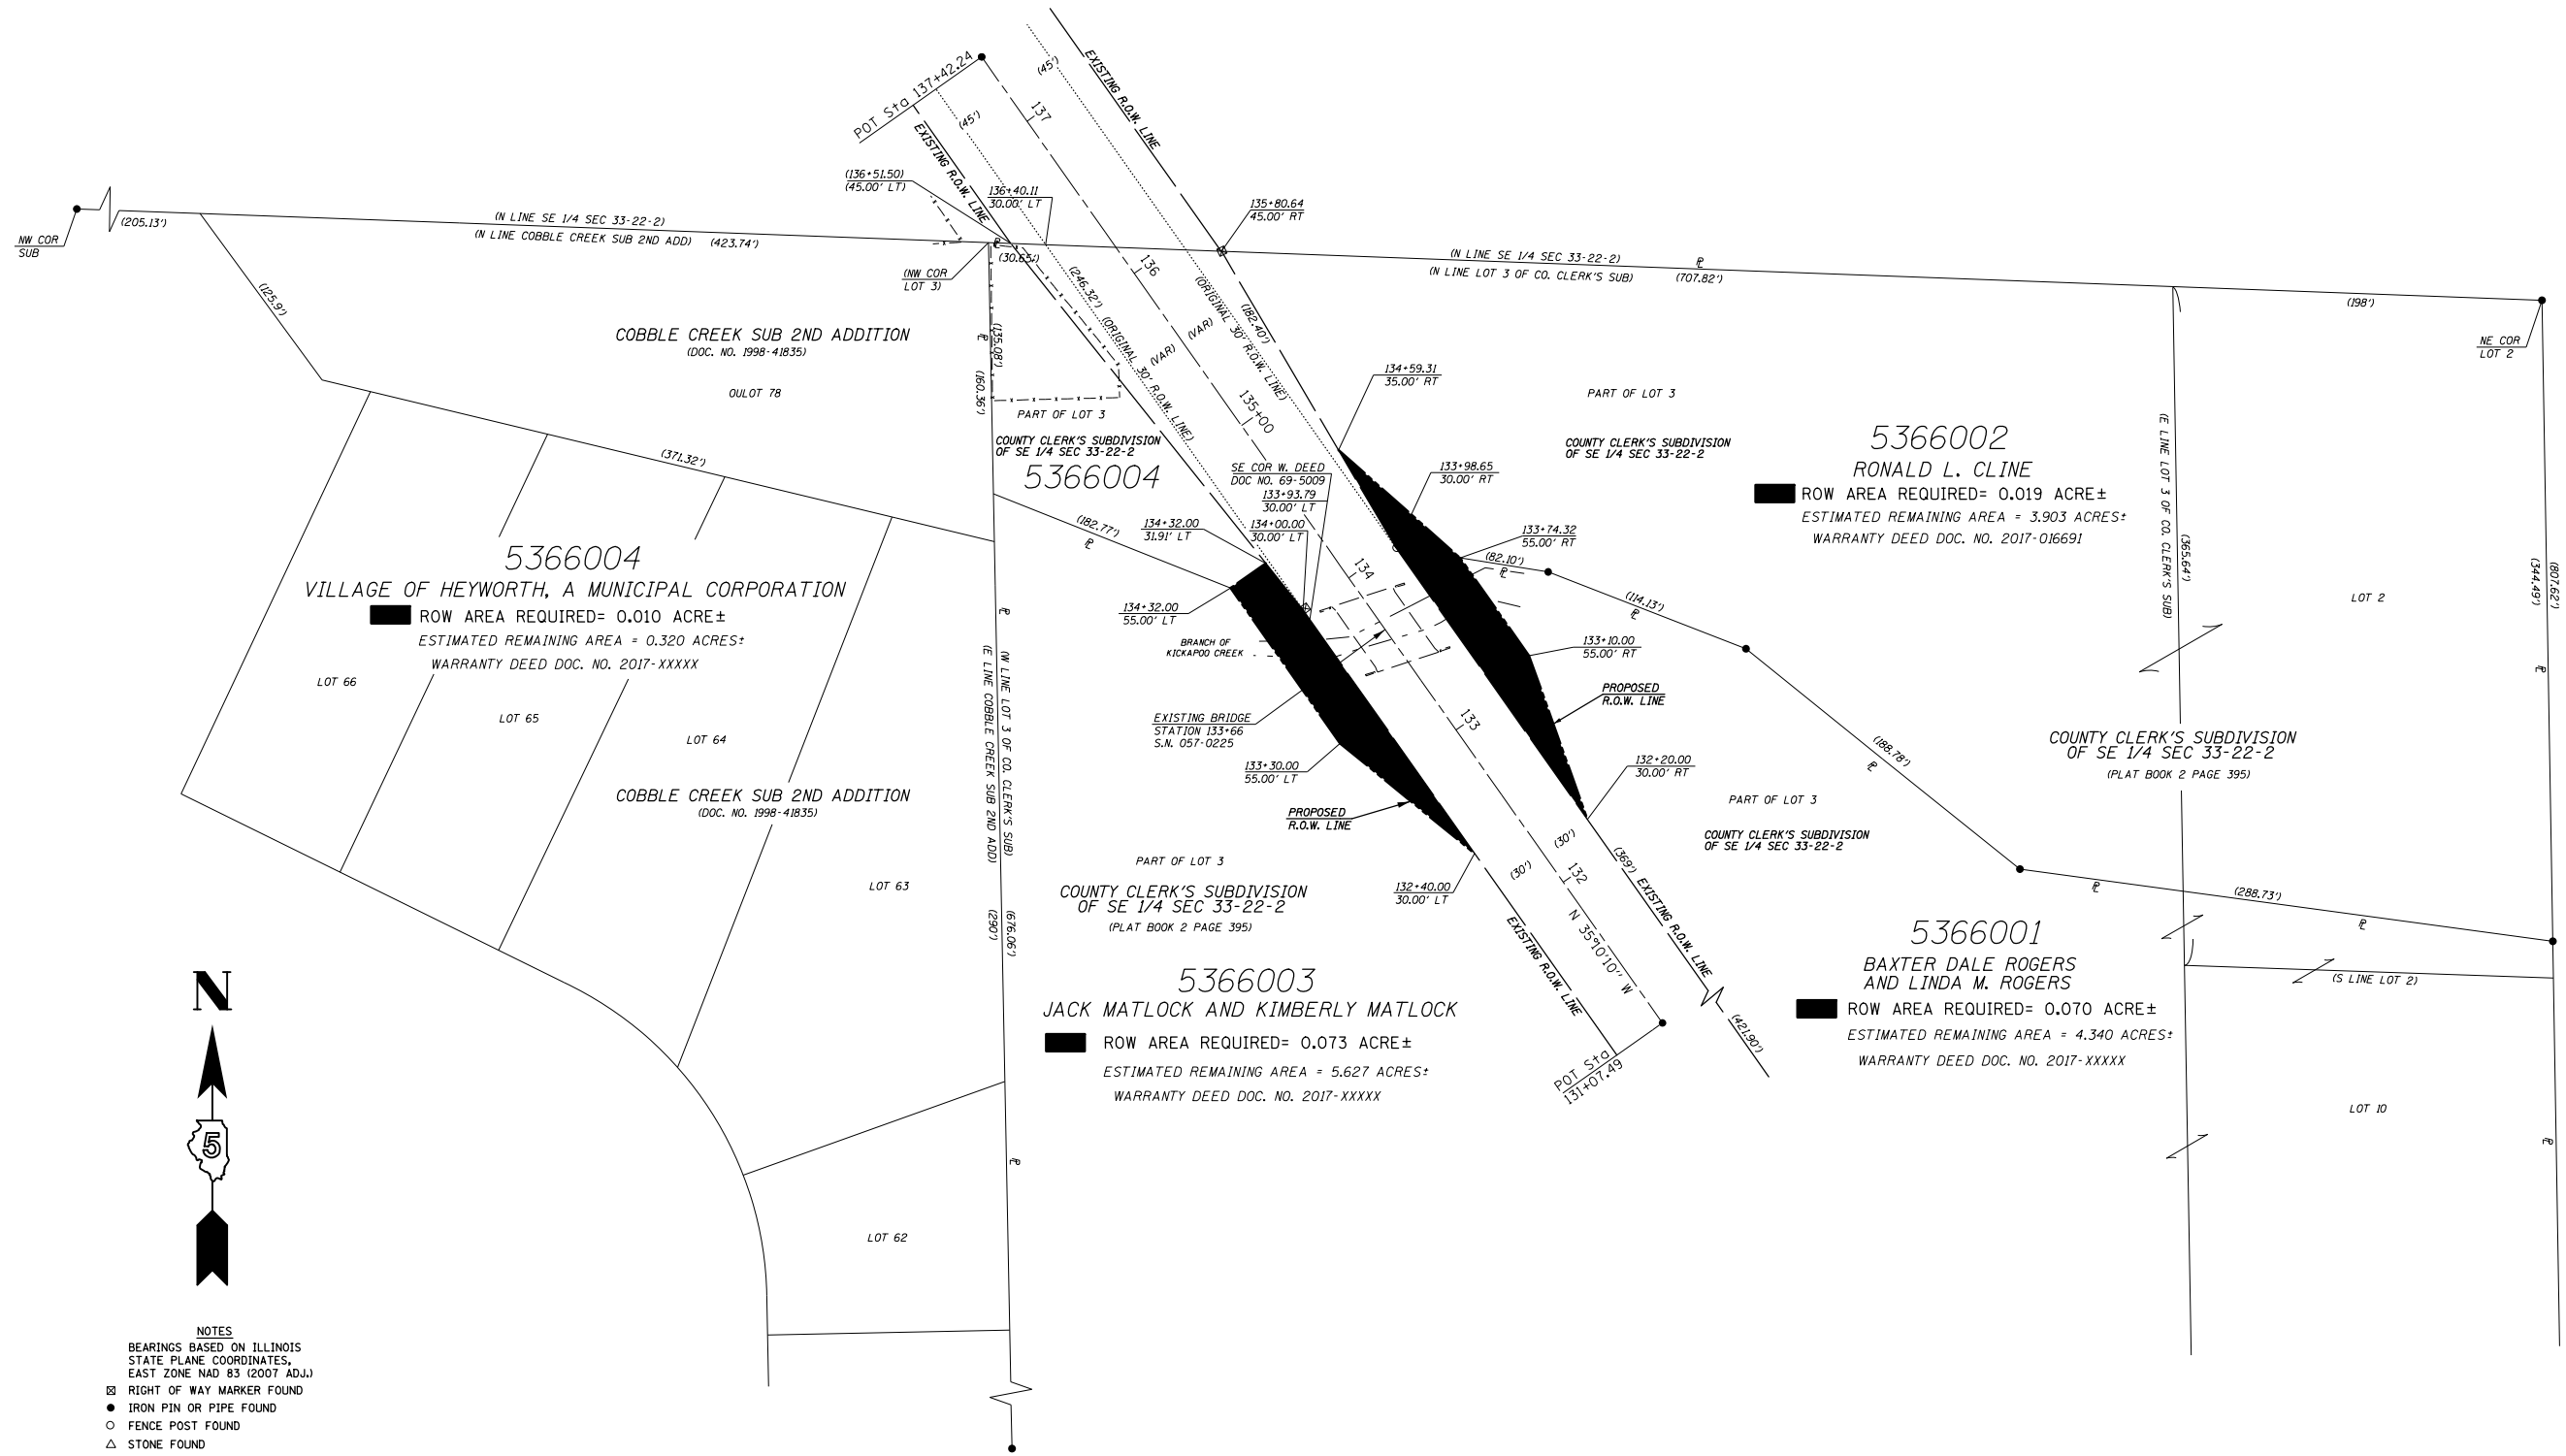 POT Sta 137+42.24
(45')
(45')
EXISTING R.O.W. LINE
EXISTING R.O.W. LINE
137
(136+51.50)
(45.00' LT)
136+40.11
30.00' LT
135+80.64
45.00' RT
NW COR
SUB
(205.13')
(N LINE SE 1/4 SEC 33-22-2)
(N LINE COBBLE CREEK SUB 2ND ADD) (423.74')
(NW COR
LOT 3)
(30.65')
(N LINE SE 1/4 SEC 33-22-2)
(N LINE LOT 3 OF CO. CLERK'S SUB) (707.82')
(198')
NE COR
LOT 2
(125.9')
COBBLE CREEK SUB 2ND ADDITION
(DOC. NO. 1998-41835)
OULOT 78
(135.08')
(160.36')
(246.32')
(ORIGINAL 30' R.O.W. LINE)
136
(VAR)
(VAR)
(ORIGINAL 30' R.O.W. LINE)
(182.40')
135+00
134+59.31
35.00' RT
PART OF LOT 3
COUNTY CLERK'S SUBDIVISION
OF SE 1/4 SEC 33-22-2
5366004
PART OF LOT 3
COUNTY CLERK'S SUBDIVISION
OF SE 1/4 SEC 33-22-2
5366002
RONALD L. CLINE
ROW AREA REQUIRED= 0.019 ACRE±
ESTIMATED REMAINING AREA = 3.903 ACRES±
WARRANTY DEED DOC. NO. 2017-016691
(E LINE LOT 3 OF CO. CLERK'S SUB)
(365.64')
LOT 2
(344.49')
(807.62')
(371.32')
SE COR W. DEED
DOC NO. 69-5009
133+93.79
30.00' LT
134+00.00
30.00' LT
134+32.00
31.91' LT
134+32.00
55.00' LT
(182.77')
133+98.65
30.00' RT
133+74.32
55.00' RT
(82.10')
(114.13')
134
5366004
VILLAGE OF HEYWORTH, A MUNICIPAL CORPORATION
ROW AREA REQUIRED= 0.010 ACRE±
ESTIMATED REMAINING AREA = 0.320 ACRES±
WARRANTY DEED DOC. NO. 2017-XXXXX
LOT 66
LOT 65
LOT 64
COBBLE CREEK SUB 2ND ADDITION
(DOC. NO. 1998-41835)
LOT 63
(E LINE COBBLE CREEK SUB 2ND ADD)
(W LINE LOT 3 OF CO. CLERK'S SUB)
(290')
(676.06')
BRANCH OF
KICKAPOO CREEK
EXISTING BRIDGE
STATION 133+66
S.N. 057-0225
133+30.00
55.00' LT
PROPOSED
R.O.W. LINE
133+10.00
55.00' RT
PROPOSED
R.O.W. LINE
133
132+20.00
30.00' RT
132+40.00
30.00' LT
(30')
(30')
132
N 35°10'10" W
(369')
EXISTING R.O.W. LINE
EXISTING R.O.W. LINE
(421.90')
POT Sta
131+07.49
PART OF LOT 3
COUNTY CLERK'S SUBDIVISION
OF SE 1/4 SEC 33-22-2
(188.78')
COUNTY CLERK'S SUBDIVISION
OF SE 1/4 SEC 33-22-2
(PLAT BOOK 2 PAGE 395)
(288.73')
PART OF LOT 3
COUNTY CLERK'S SUBDIVISION
OF SE 1/4 SEC 33-22-2
(PLAT BOOK 2 PAGE 395)
5366003
JACK MATLOCK AND KIMBERLY MATLOCK
ROW AREA REQUIRED= 0.073 ACRE±
ESTIMATED REMAINING AREA = 5.627 ACRES±
WARRANTY DEED DOC. NO. 2017-XXXXX
5366001
BAXTER DALE ROGERS
AND LINDA M. ROGERS
ROW AREA REQUIRED= 0.070 ACRE±
ESTIMATED REMAINING AREA = 4.340 ACRES±
WARRANTY DEED DOC. NO. 2017-XXXXX
(S LINE LOT 2)
LOT 10
LOT 62
N
5
NOTES
BEARINGS BASED ON ILLINOIS
STATE PLANE COORDINATES,
EAST ZONE NAD 83 (2007 ADJ.)
RIGHT OF WAY MARKER FOUND
IRON PIN OR PIPE FOUND
FENCE POST FOUND
STONE FOUND